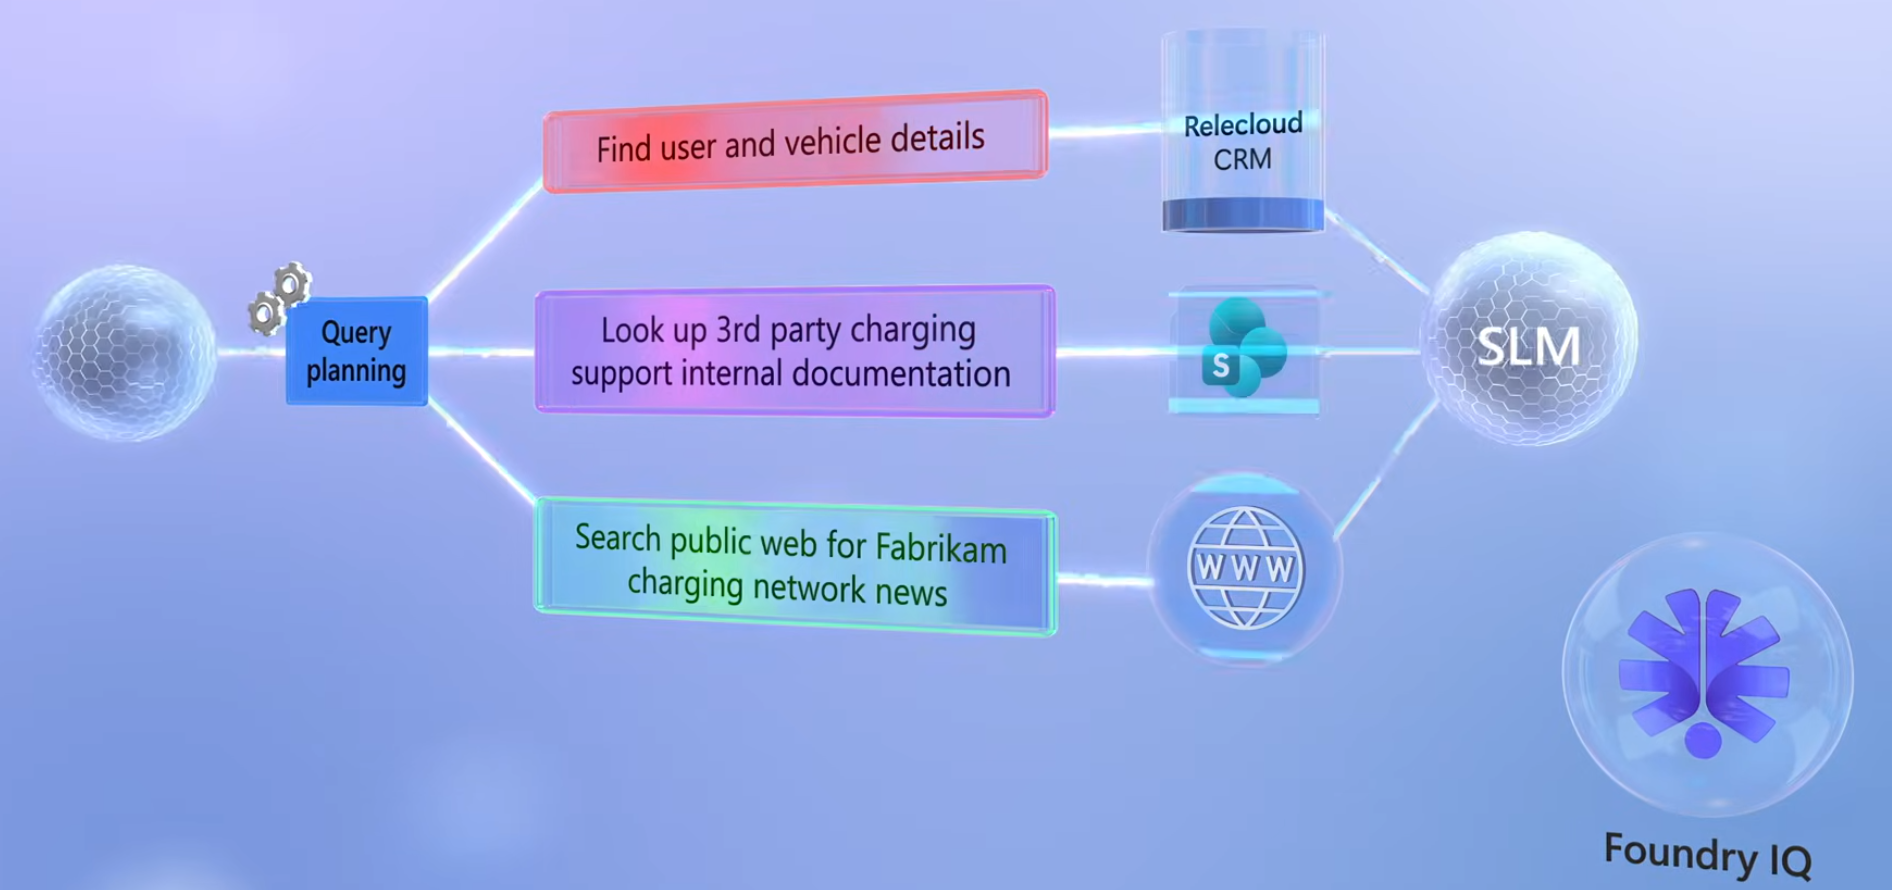 Query
planning
Find user and vehicle details
Look up 3rd party charging
support internal documentation
Search public web for Fabrikam
charging network news
Relecloud
CRM
S
WWW
SLM
Foundry IQ